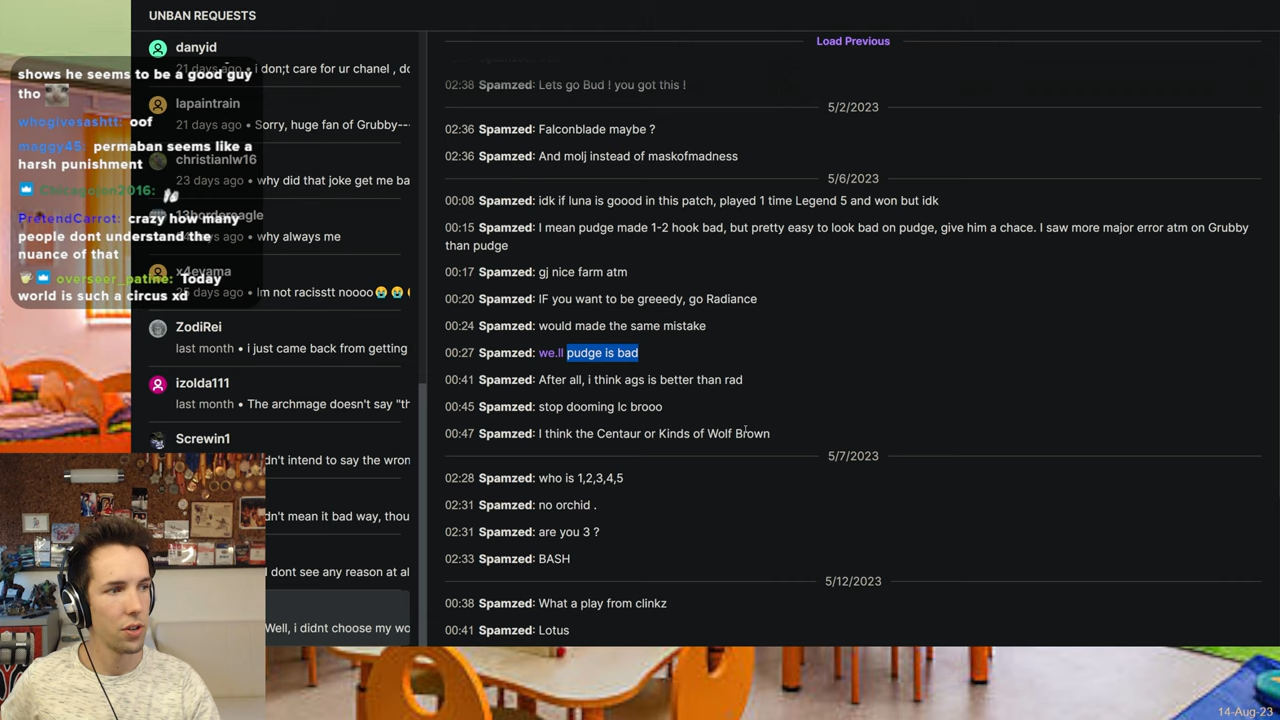 UNBAN REQUESTS
danyid
21 days ago • i don;t care for ur chanel , dc
lapaintrain
21 days ago • Sorry, huge fan of Grubby--
christianlw16
23 days ago • why did that joke get me ba
13bordereagle
days ago • why always me
x4eyama
25 days ago • Im not racisstt noooo😭😭
ZodiRei
last month • i just came back from getting
izolda111
last month • The archmage doesn't say "th
Screwin1
dn't intend to say the wron
dn't mean it bad way, thou
I dont see any reason at al
Well, i didnt choose my wo
shows he seems to be a good guy
tho
whogivesashtt: oof
maggy45: permaban seems like a
harsh punishment
Chicagojon2016:
PretendCarrot: crazy how many
people dont understand the
nuance of that
overseer_patine: Today
world is such a circus xd
Load Previous
02:38 Spamzed: Lets go Bud ! you got this !
5/2/2023
02:36 Spamzed: Falconblade maybe ?
02:36 Spamzed: And molj instead of maskofmadness
5/6/2023
00:08 Spamzed: idk if luna is goood in this patch, played 1 time Legend 5 and won but idk
00:15 Spamzed: I mean pudge made 1-2 hook bad, but pretty easy to look bad on pudge, give him a chace. I saw more major error atm on Grubby
than pudge
00:17 Spamzed: gj nice farm atm
00:20 Spamzed: IF you want to be greeedy, go Radiance
00:24 Spamzed: would made the same mistake
00:27 Spamzed: we.ll pudge is bad
00:41 Spamzed: After all, i think ags is better than rad
00:45 Spamzed: stop dooming lc brooo
00:47 Spamzed: I think the Centaur or Kinds of Wolf Brown
5/7/2023
02:28 Spamzed: who is 1,2,3,4,5
02:31 Spamzed: no orchid .
02:31 Spamzed: are you 3 ?
02:33 Spamzed: BASH
5/12/2023
00:38 Spamzed: What a play from clinkz
00:41 Spamzed: Lotus
14-Aug-23